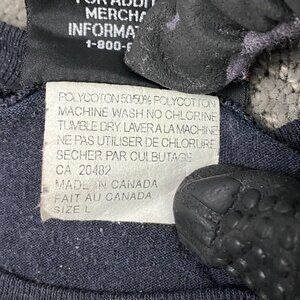 FOR ADDIT
MERCHA
INFORMAT
1-800-
POLYCOTON 50/50% POLYCOTTON
MACHINE WASH NO CHLORINE
TUMBLE DRY. LAVER A LA MACHINE
NE PAS UTILISER DE CHLORURE
SECHER PAR CULBUTAGE
CA 20482
MADE IN CANADA
FAIT AU CANADA
SIZE L